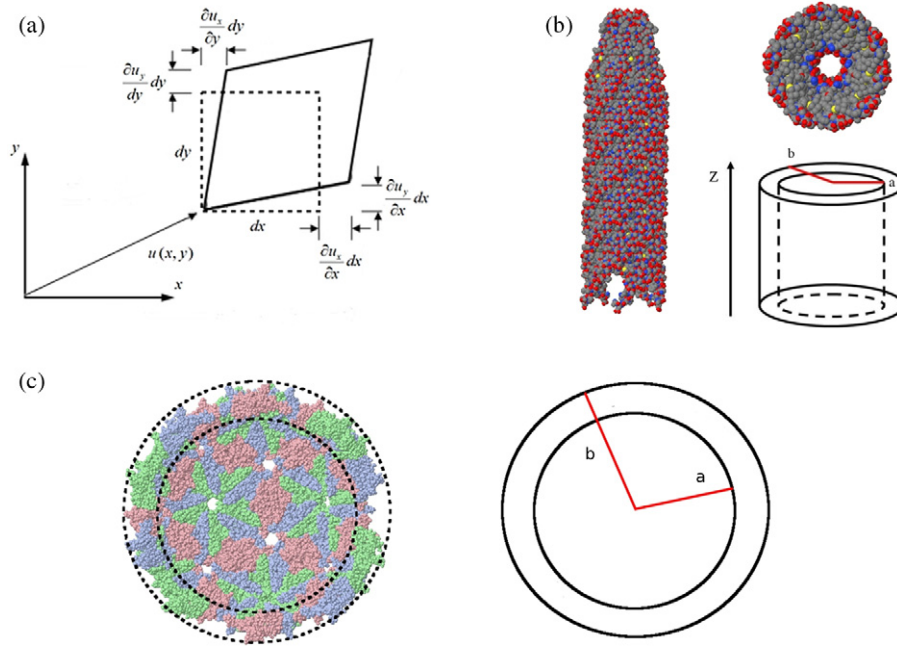 (a)
∂u_x/∂y dy
∂u_y/dy dy
y
dy
dx
∂u_y/∂x dx
u(x, y)
∂u_x/∂x dx
x
(b)
Z
b
a
(c)
b
a